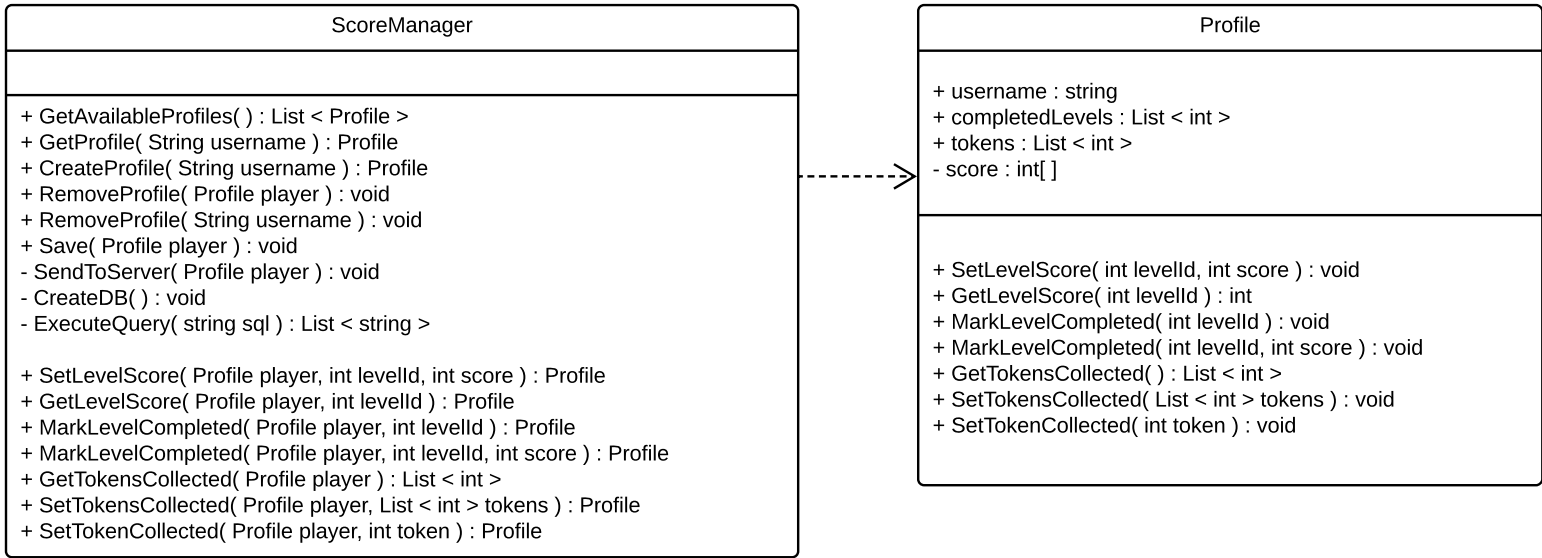 ScoreManager
+ GetAvailableProfiles( ) : List < Profile >
+ GetProfile( String username ) : Profile
+ CreateProfile( String username ) : Profile
+ RemoveProfile( Profile player ) : void
+ RemoveProfile( String username ) : void
+ Save( Profile player ) : void
- SendToServer( Profile player ) : void
- CreateDB( ) : void
- ExecuteQuery( string sql ) : List < string >
+ SetLevelScore( Profile player, int levelId, int score ) : Profile
+ GetLevelScore( Profile player, int levelId ) : Profile
+ MarkLevelCompleted( Profile player, int levelId ) : Profile
+ MarkLevelCompleted( Profile player, int levelId, int score ) : Profile
+ GetTokensCollected( Profile player ) : List < int >
+ SetTokensCollected( Profile player, List < int > tokens ) : Profile
+ SetTokenCollected( Profile player, int token ) : Profile
Profile
+ username : string
+ completedLevels : List < int >
+ tokens : List < int >
- score : int[ ]
+ SetLevelScore( int levelId, int score ) : void
+ GetLevelScore( int levelId ) : int
+ MarkLevelCompleted( int levelId ) : void
+ MarkLevelCompleted( int levelId, int score ) : void
+ GetTokensCollected( ) : List < int >
+ SetTokensCollected( List < int > tokens ) : void
+ SetTokenCollected( int token ) : void